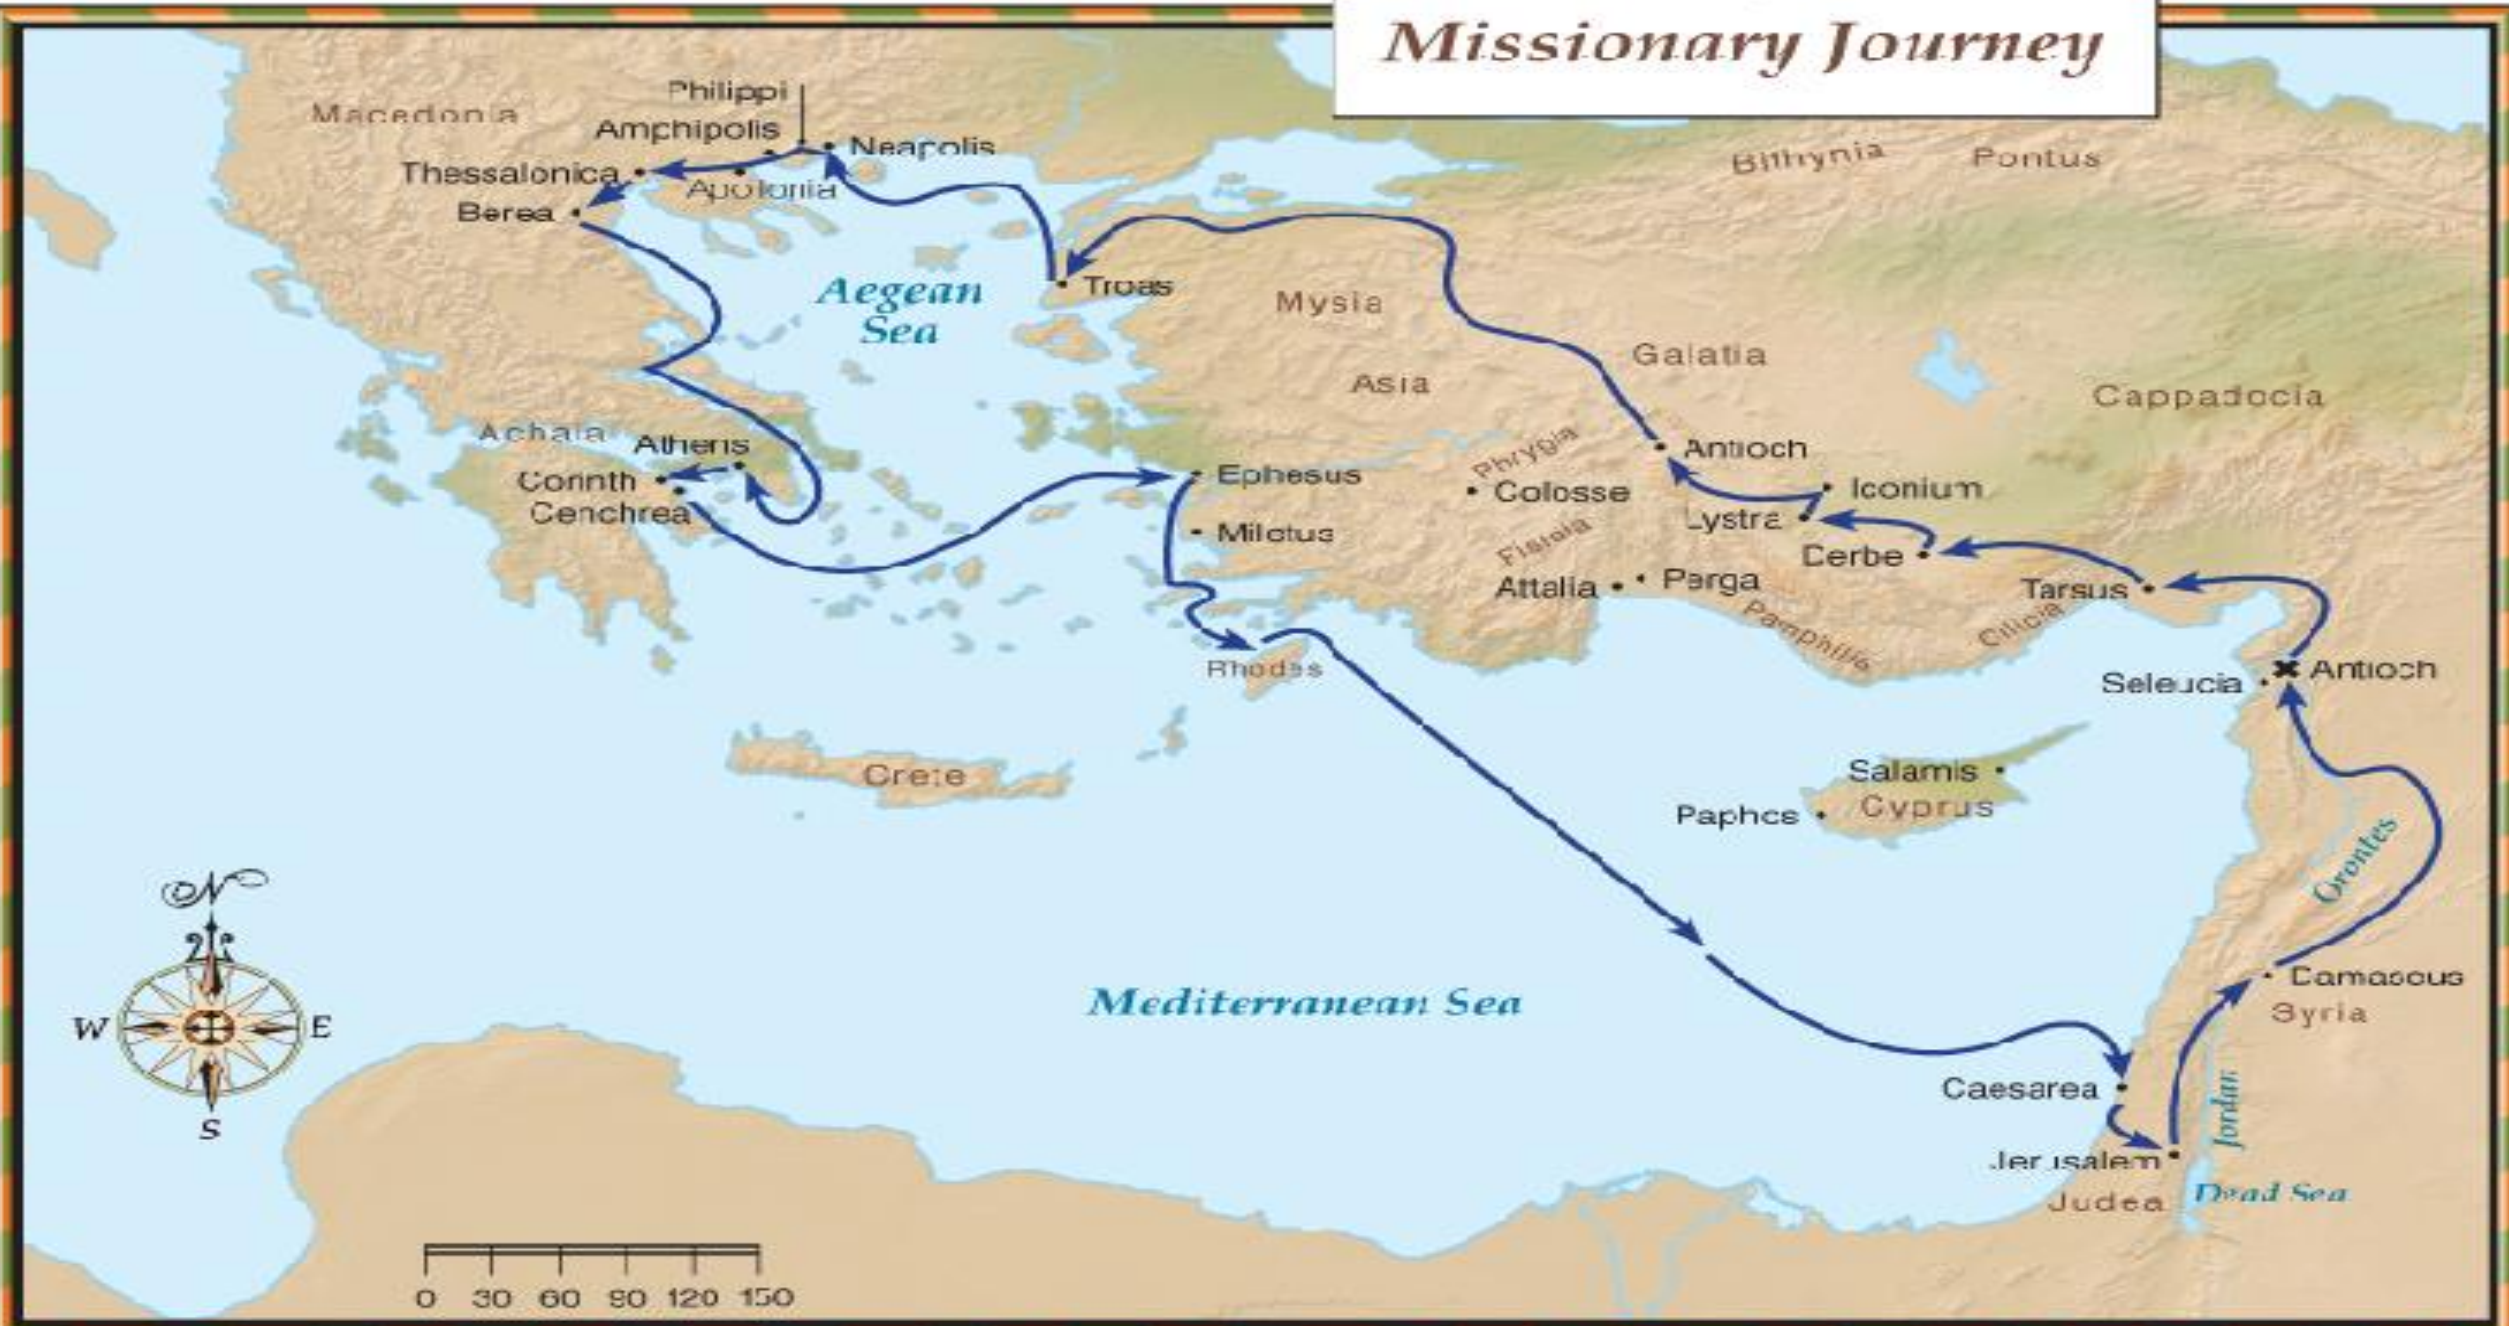 Missionary Journey
Macedonia
Philippi
Amphipolis
Neapolis
Thessalonica
Apollonia
Berea
Bithynia
Pontus
Aegean
Sea
Troas
Mysia
Galatia
Asia
Cappadocia
Achaia
Athens
Corinth
Cenchrea
Ephesus
Miletus
Phrygia
Colosse
Antioch
Iconium
Lystra
Derbe
Pisidia
Attalia
Perga
Pamphilia
Cilicia
Tarsus
Rhodes
Seleucia
Antioch
Crete
Salamis
Cyprus
Paphos
Orontes
N
W
E
S
Mediterranean Sea
Damascus
Syria
Caesarea
Jordan
Jerusalem
Judea
Dead Sea
0 30 60 90 120 150